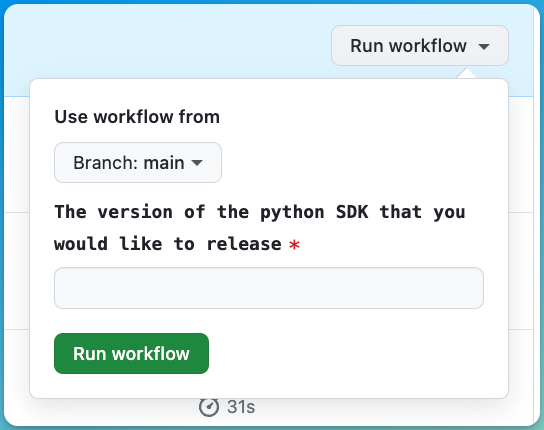 Run workflow
Use workflow from
Branch: main
The version of the python SDK that you
would like to release *
Run workflow
31s